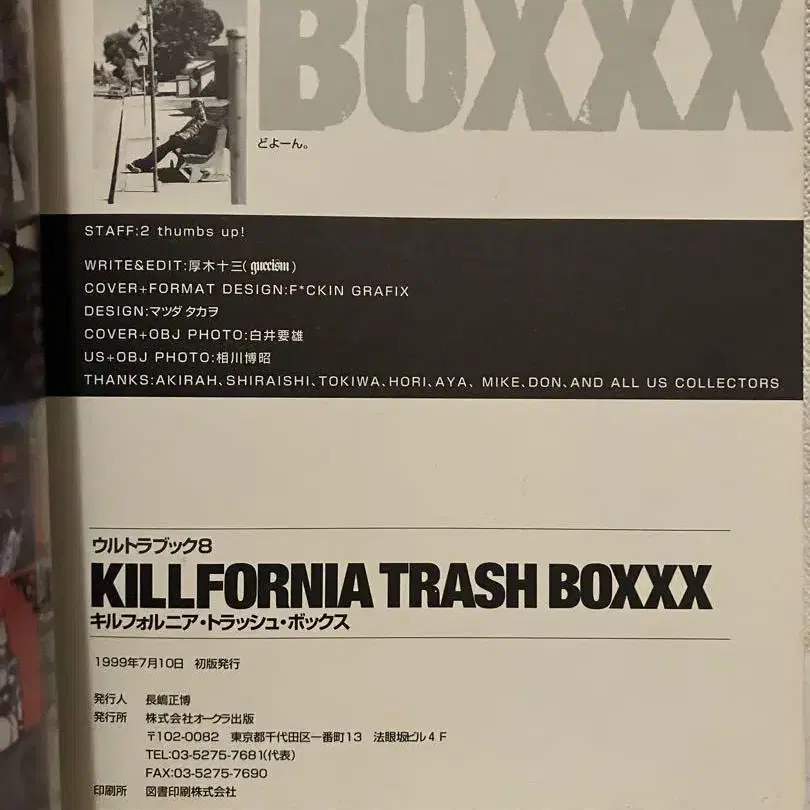 BOXXX
どよーん。
STAFF:2 thumbs up!
WRITE&EDIT:厚木十三(guccism)
COVER+FORMAT DESIGN:F*CKIN GRAFIX
DESIGN:マツダタカヲ
COVER+OBJ PHOTO:白井要雄
US+OBJ PHOTO:相川博昭
THANKS:AKIRAH、SHIRAISHI、TOKIWA、HORI、AYA、MIKE、DON、AND ALL US COLLECTORS
ウルトラブック8
KILLFORNIA TRASH BOXXX
キルフォルニア・トラッシュ・ボックス
1999年7月10日 初版発行
発行人 長嶋正博
発行所 株式会社オークラ出版
〒102-0082 東京都千代田区一番町13 法眼坂ビル4F
TEL:03-5275-7681(代表)
FAX:03-5275-7690
印刷所 図書印刷株式会社